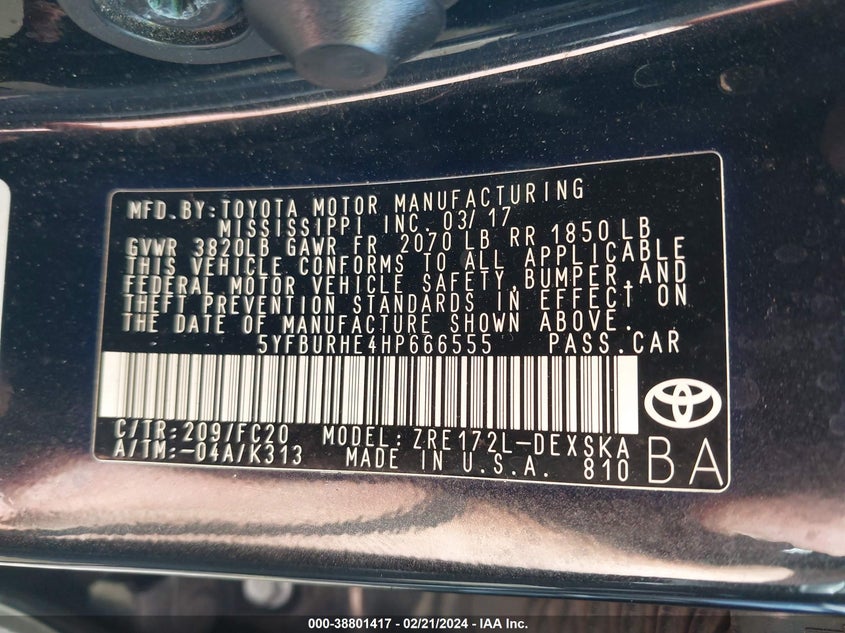 MFD.BY:TOYOTA MOTOR MANUFACTURING
MISSISSIPPI INC. 03/17
GVWR 3820LB GAWR FR 2070 LB RR 1850 LB
THIS VEHICLE CONFORMS TO ALL APPLICABLE
FEDERAL MOTOR VEHICLE SAFETY,BUMPER,AND
THEFT PREVENTION STANDARDS IN EFFECT ON
THE DATE OF MANUFACTURE SHOWN ABOVE.
5YFBURHE4HP666555 PASS.CAR
C/TR:209/FC20 MODEL:ZRE172L-DEXSKA
A/TM:-04A/K313 MADE IN U.S.A. 810 BA
000-38801417 - 02/21/2024 - IAA Inc.